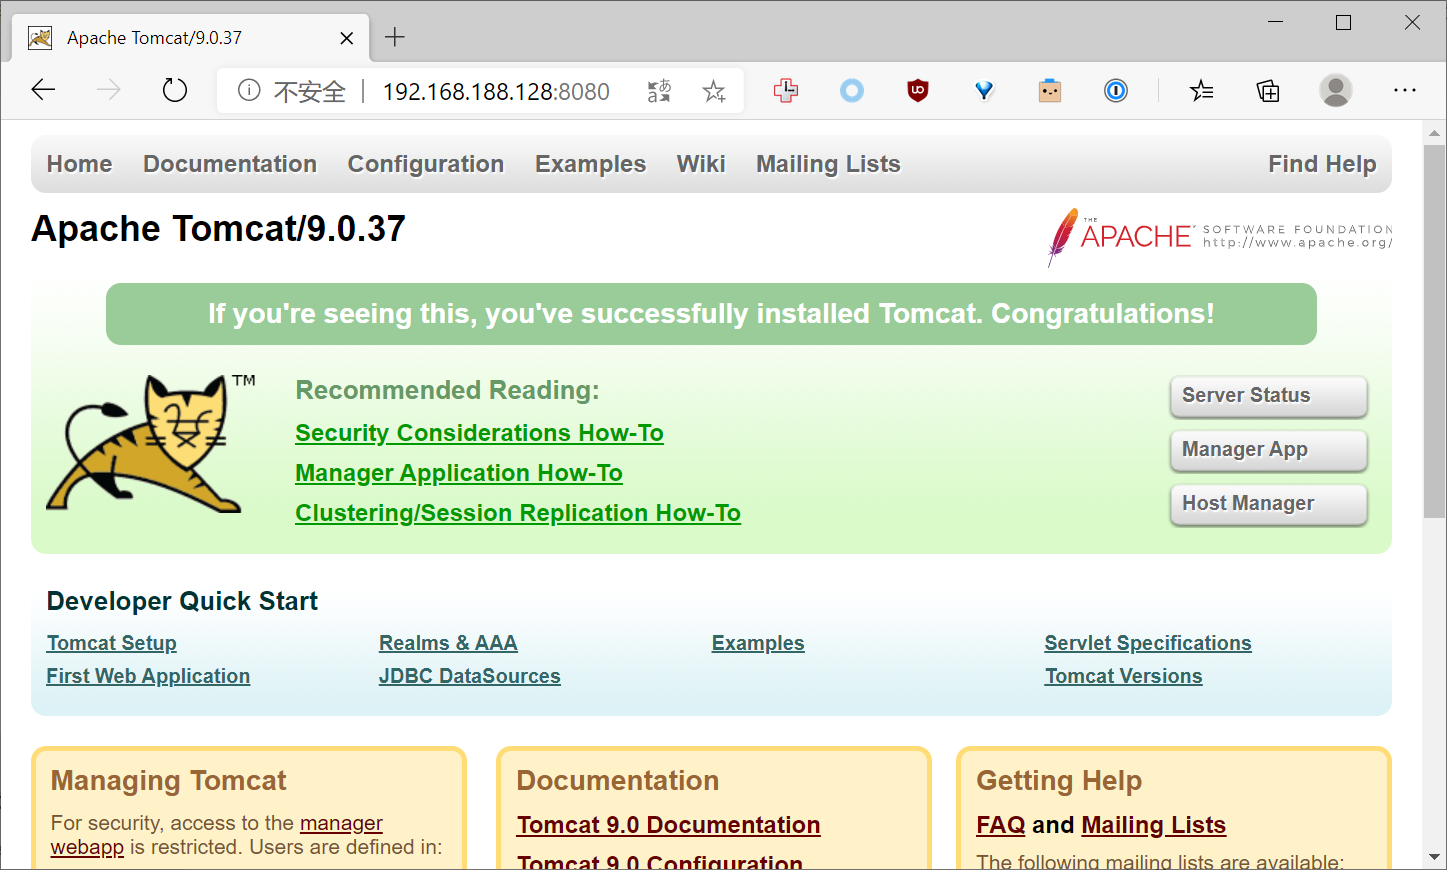 Apache Tomcat/9.0.37
不安全 | 192.168.188.128:8080
Home Documentation Configuration Examples Wiki Mailing Lists Find Help
Apache Tomcat/9.0.37
THE APACHE SOFTWARE FOUNDATION
http://www.apache.org/
If you're seeing this, you've successfully installed Tomcat. Congratulations!
TM
Recommended Reading:
Security Considerations How-To
Manager Application How-To
Clustering/Session Replication How-To
Server Status
Manager App
Host Manager
Developer Quick Start
Tomcat Setup
First Web Application
Realms & AAA
JDBC DataSources
Examples
Servlet Specifications
Tomcat Versions
Managing Tomcat
For security, access to the manager
webapp is restricted. Users are defined in:
Documentation
Tomcat 9.0 Documentation
Tomcat 9.0 Configuration
Getting Help
FAQ and Mailing Lists
The following mailing lists are available: